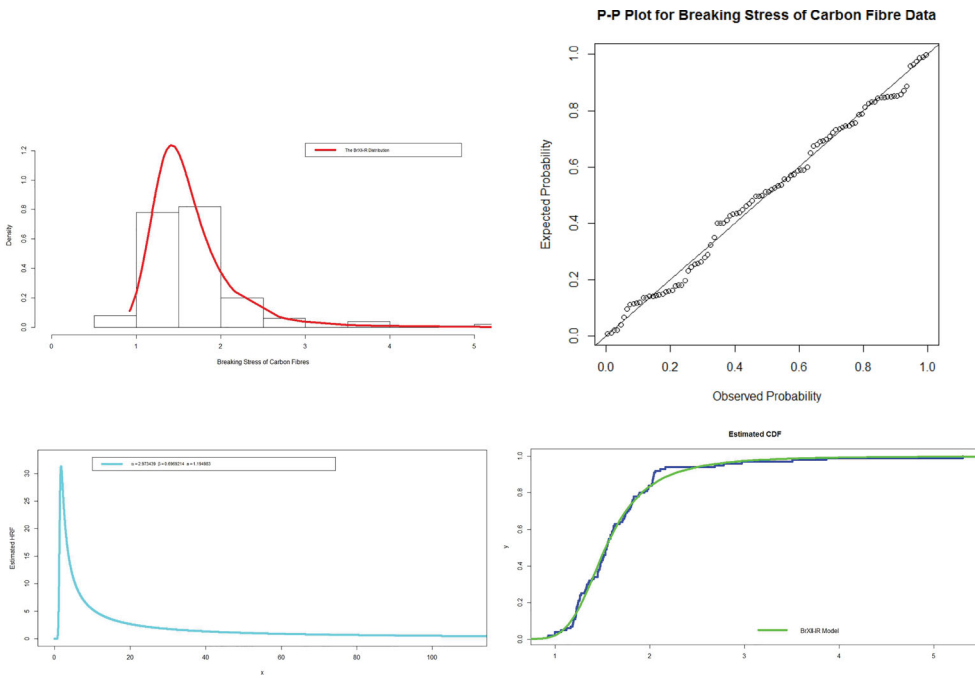 P-P Plot for Breaking Stress of Carbon Fibre Data
Density
0.0 0.2 0.4 0.6 0.8 1.0 1.2
The BrXII-R Distribution
0 1 2 3 4 5
Breaking Stress of Carbon Fibres
Expected Probability
0.0 0.2 0.4 0.6 0.8 1.0
0.0 0.2 0.4 0.6 0.8 1.0
Observed Probability
Estimated HRF
0 5 10 15 20 25 30
0 20 40 60 80 100
x
Estimated CDF
y
0.0 0.2 0.4 0.6 0.8 1.0
BrXII-R Model
1 2 3 4 5